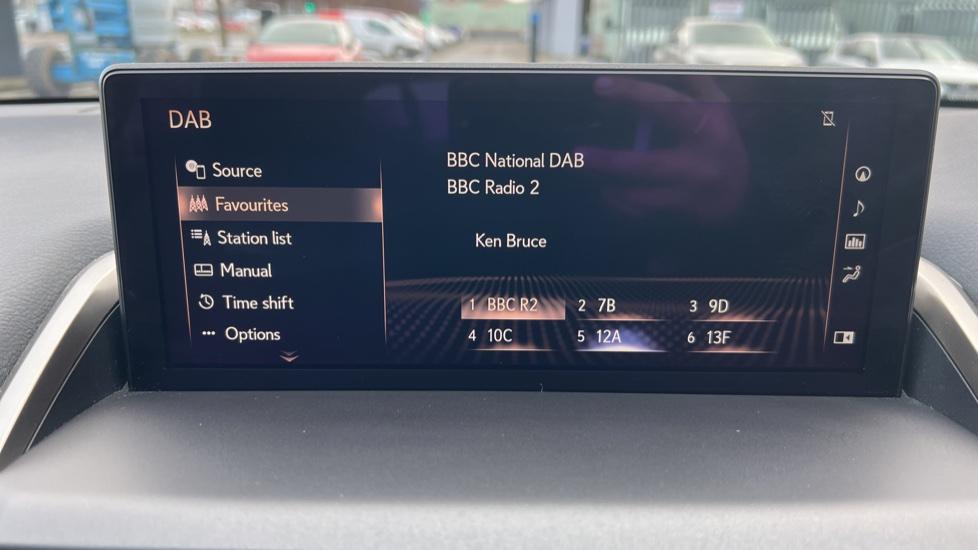 DAB
Source
Favourites
Station list
Manual
Time shift
Options
BBC National DAB
BBC Radio 2
Ken Bruce
1 BBC R2 2 7B 3 9D
4 10C 5 12A 6 13F